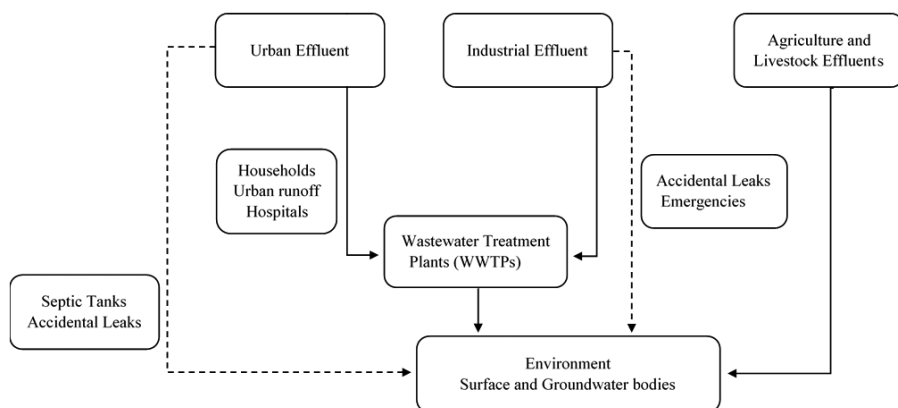 Urban Effluent
Industrial Effluent
Agriculture and
Livestock Effluents
Households
Urban runoff
Hospitals
Accidental Leaks
Emergencies
Wastewater Treatment
Plants (WWTPs)
Septic Tanks
Accidental Leaks
Environment
Surface and Groundwater bodies